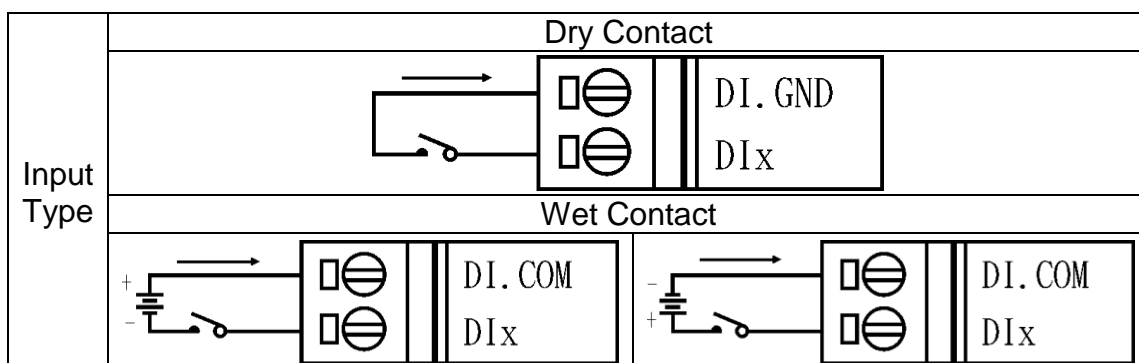 Dry Contact
DI.GND
DIx
Input
Type
Wet Contact
+
-
DI.COM
DIx
-
+
DI.COM
DIx